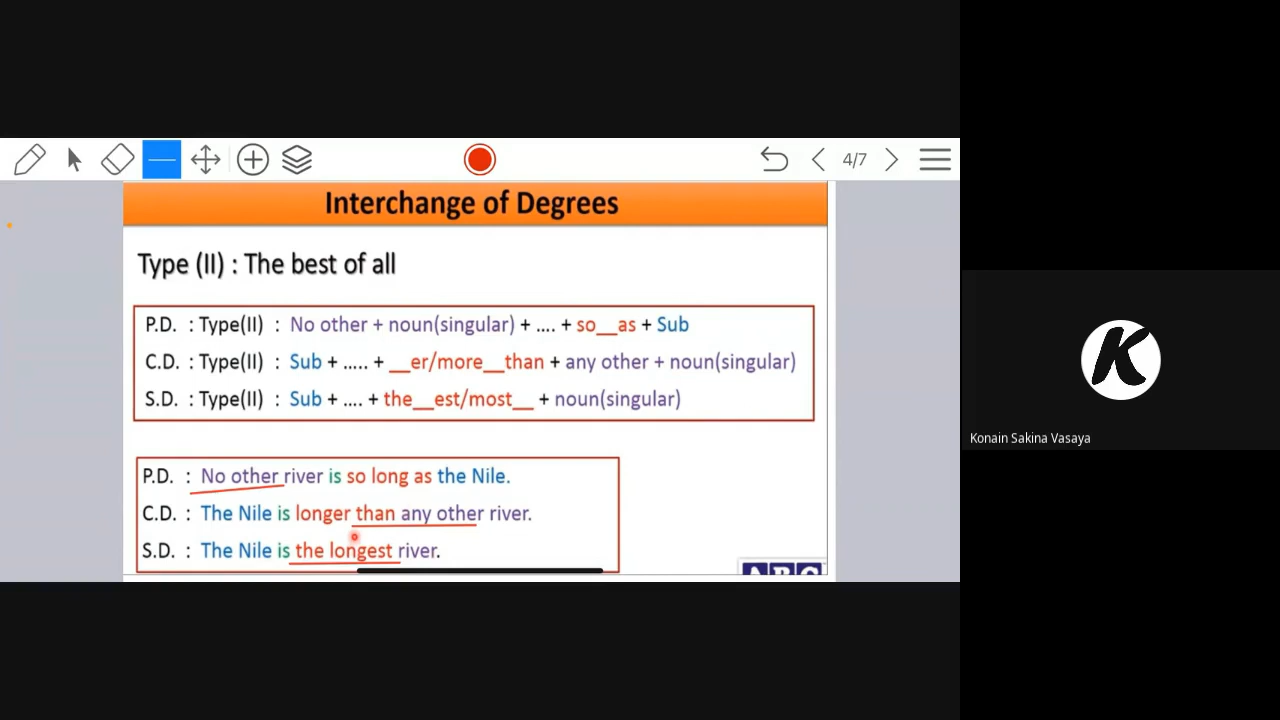 4/7
Interchange of Degrees
Type (II) : The best of all
P.D. : Type(II) : No other + noun(singular) + .... + so__as + Sub
C.D. : Type(II) : Sub + ..... + __er/more__than + any other + noun(singular)
S.D. : Type(II) : Sub + .... + the__est/most__ + noun(singular)
P.D. : No other river is so long as the Nile.
C.D. : The Nile is longer than any other river.
S.D. : The Nile is the longest river.
ABC
K
Konain Sakina Vasaya